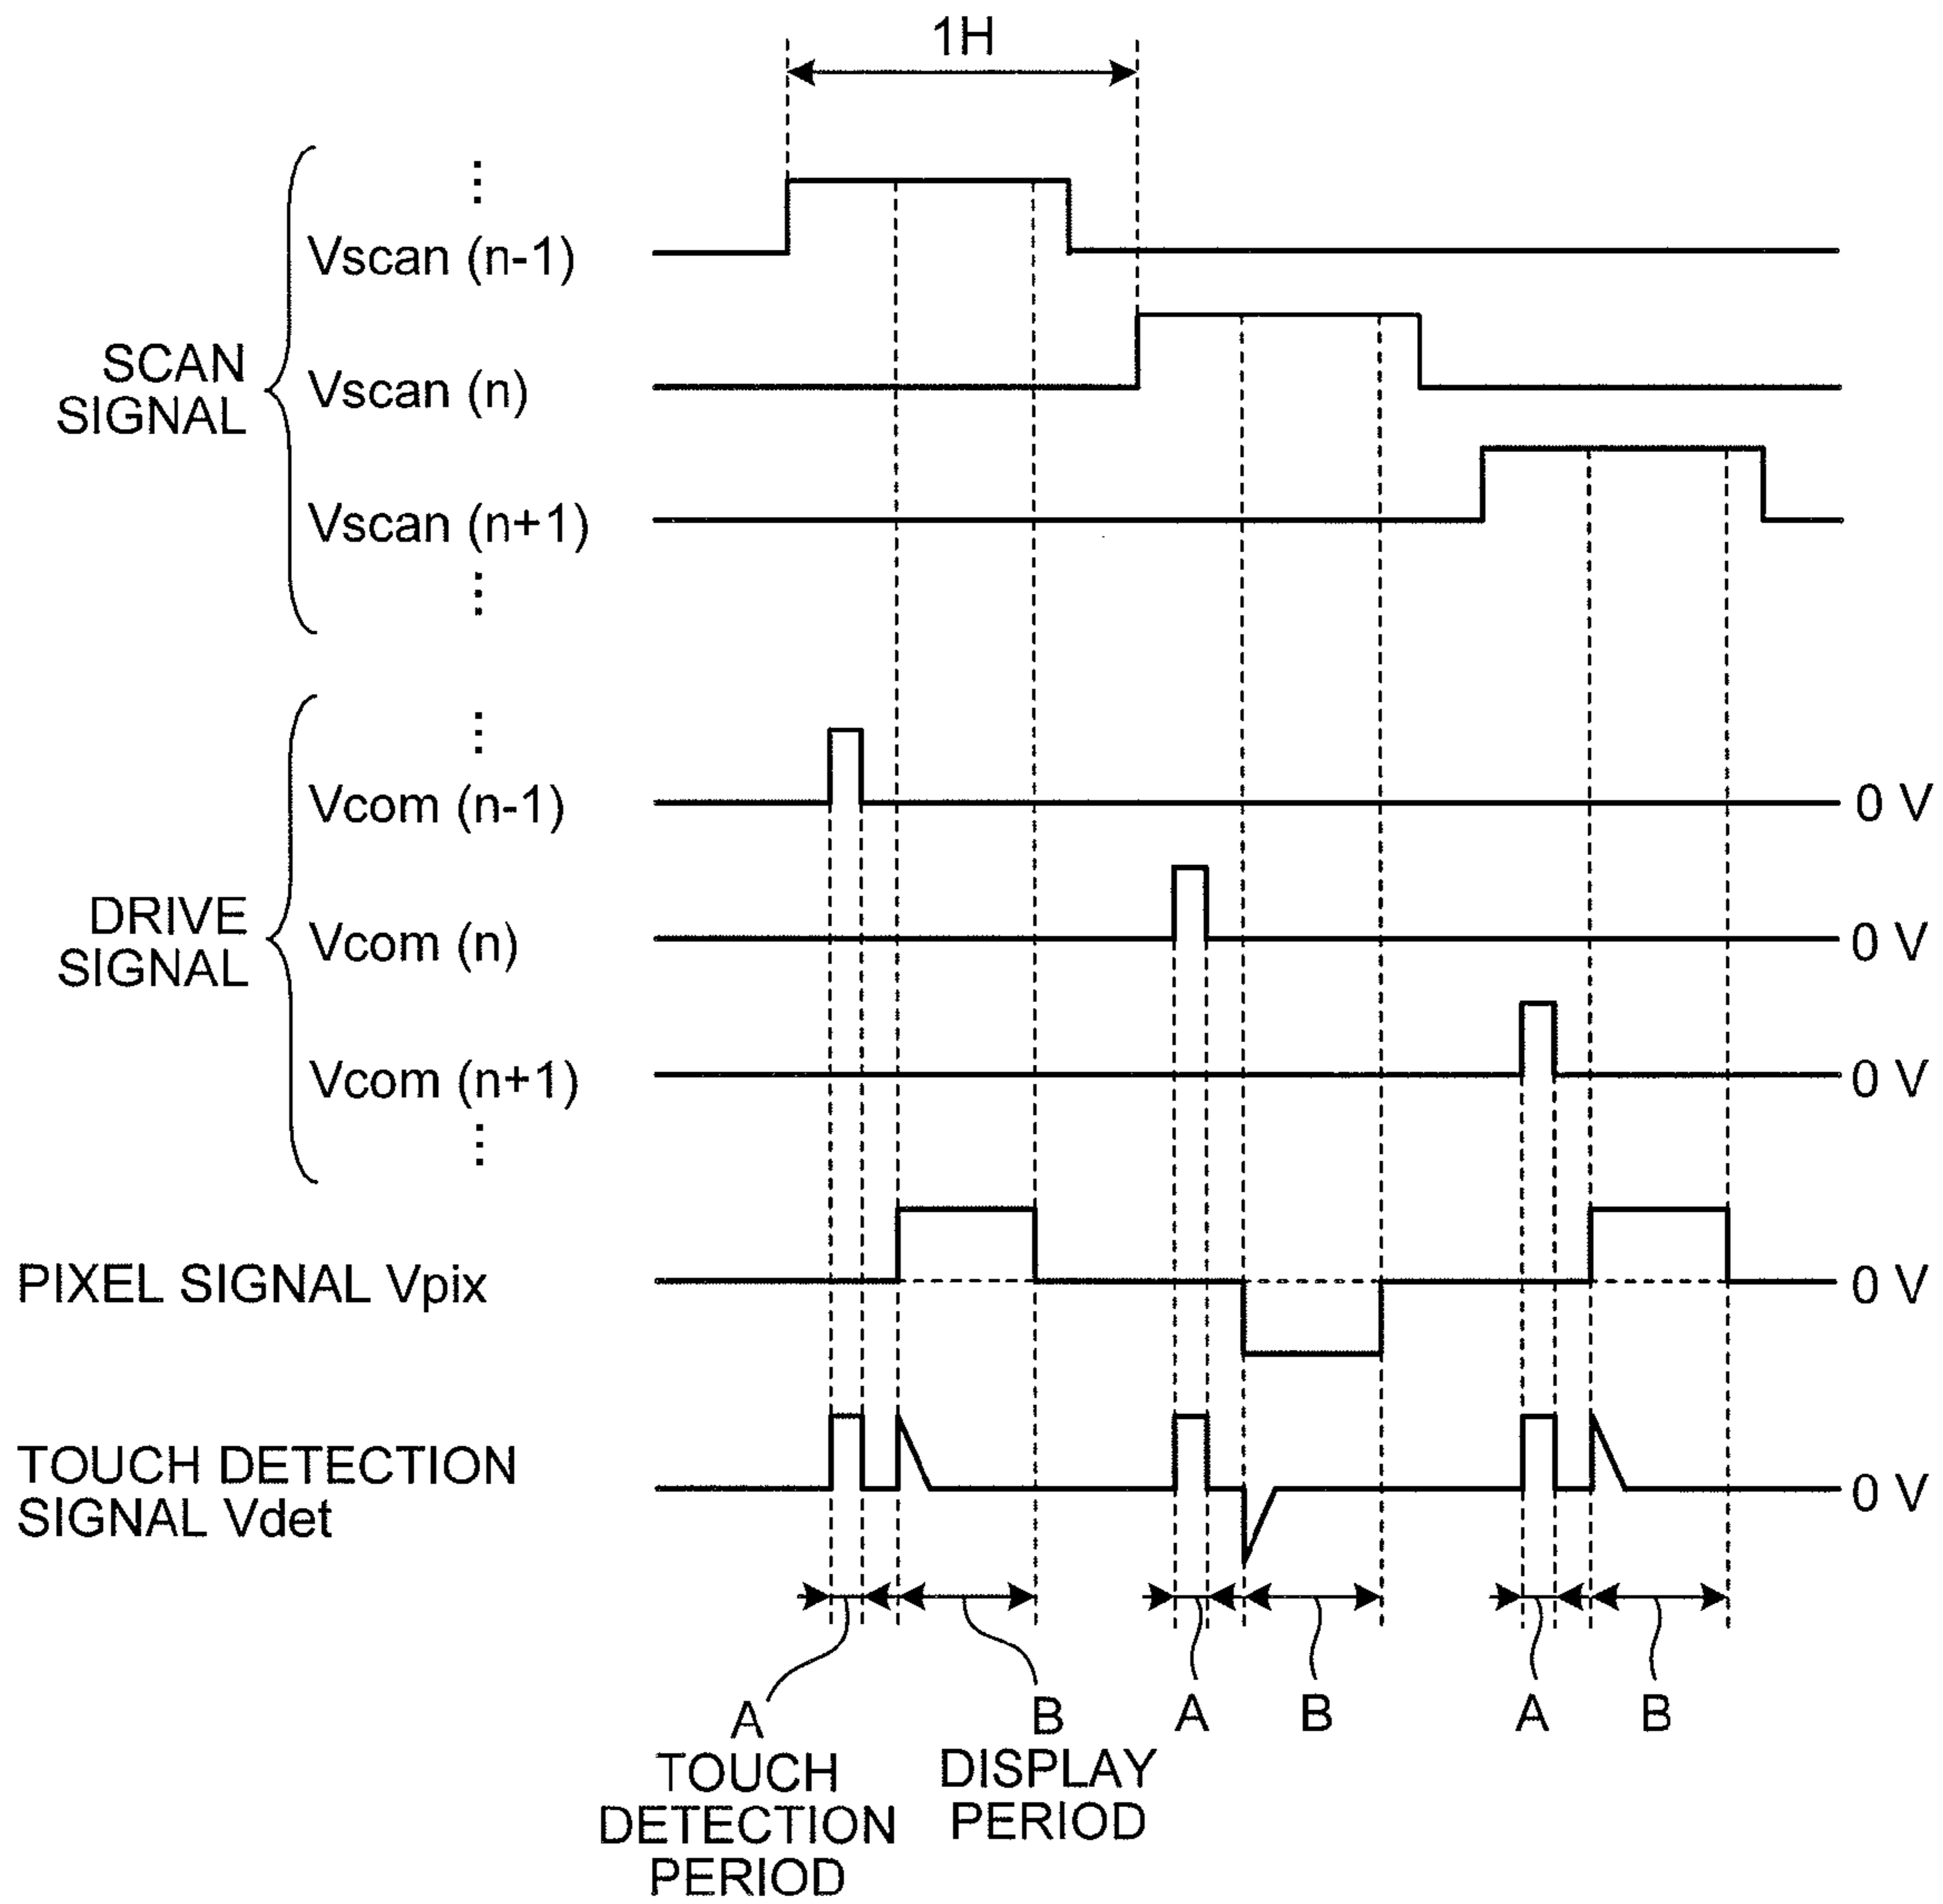 1H
⋮
Vscan (n-1)
SCAN
SIGNAL
Vscan (n)
Vscan (n+1)
⋮
⋮
Vcom (n-1)
0 V
DRIVE
SIGNAL
Vcom (n)
0 V
Vcom (n+1)
0 V
⋮
PIXEL SIGNAL Vpix
0 V
TOUCH DETECTION
SIGNAL Vdet
0 V
A
TOUCH
DETECTION
PERIOD
B
DISPLAY
PERIOD
A
B
A
B